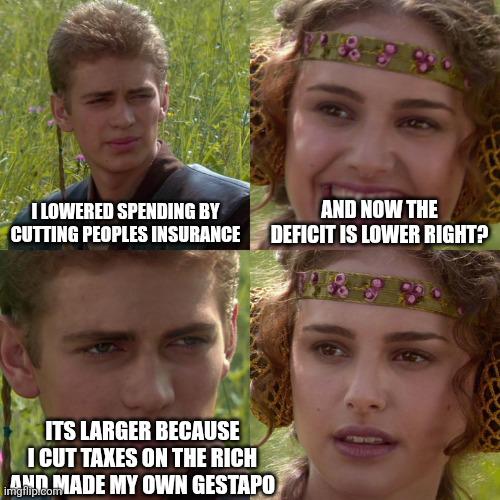 I LOWERED SPENDING BY
CUTTING PEOPLES INSURANCE
AND NOW THE
DEFICIT IS LOWER RIGHT?
ITS LARGER BECAUSE
I CUT TAXES ON THE RICH
AND MADE MY OWN GESTAPO
imgflip.com